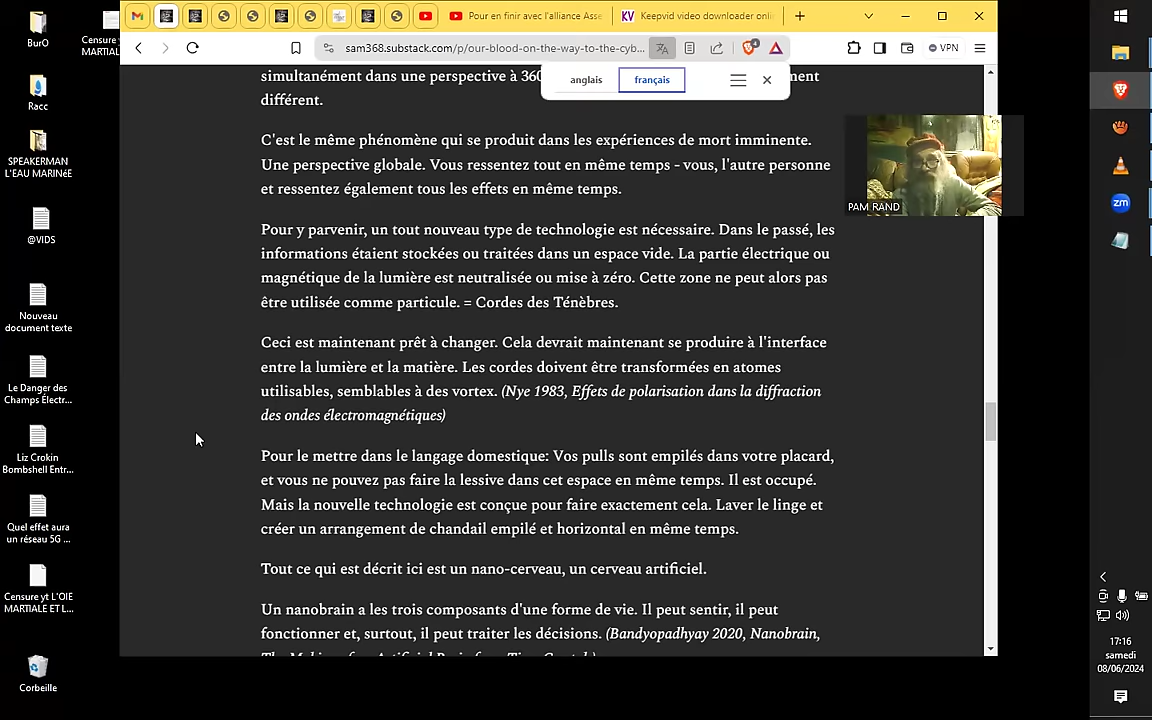 Pour en finir avec l'alliance Asse
Keepvid video downloader onli
sam368.substack.com/p/our-blood-on-the-way-to-the-cyb...
VPN
anglais
français
simultanément dans une perspective à 360
ment
différent.
C'est le même phénomène qui se produit dans les expériences de mort imminente.
Une perspective globale. Vous ressentez tout en même temps - vous, l'autre personne
et ressentez également tous les effets en même temps.
Pour y parvenir, un tout nouveau type de technologie est nécessaire. Dans le passé, les
informations étaient stockées ou traitées dans un espace vide. La partie électrique ou
magnétique de la lumière est neutralisée ou mise à zéro. Cette zone ne peut alors pas
être utilisée comme particule. = Cordes des Ténèbres.
Ceci est maintenant prêt à changer. Cela devrait maintenant se produire à l'interface
entre la lumière et la matière. Les cordes doivent être transformées en atomes
utilisables, semblables à des vortex. (Nye 1983, Effets de polarisation dans la diffraction
des ondes électromagnétiques)
Pour le mettre dans le langage domestique: Vos pulls sont empilés dans votre placard,
et vous ne pouvez pas faire la lessive dans cet espace en même temps. Il est occupé.
Mais la nouvelle technologie est conçue pour faire exactement cela. Laver le linge et
créer un arrangement de chandail empilé et horizontal en même temps.
Tout ce qui est décrit ici est un nano-cerveau, un cerveau artificiel.
Un nanobrain a les trois composants d'une forme de vie. Il peut sentir, il peut
fonctionner et, surtout, il peut traiter les décisions. (Bandyopadhyay 2020, Nanobrain,
PAM RAND
BurO
Censure y
MARTIAL
Racc
SPEAKERMAN
L'EAU MARINéE
@VIDS
Nouveau
document texte
Le Danger des
Champs Électr...
Liz Crokin
Bombshell Entr...
Quel effet aura
un réseau 5G ...
Censure yt L'OIE
MARTIALE ET L...
Corbeille
zm
17:16
samedi
08/06/2024